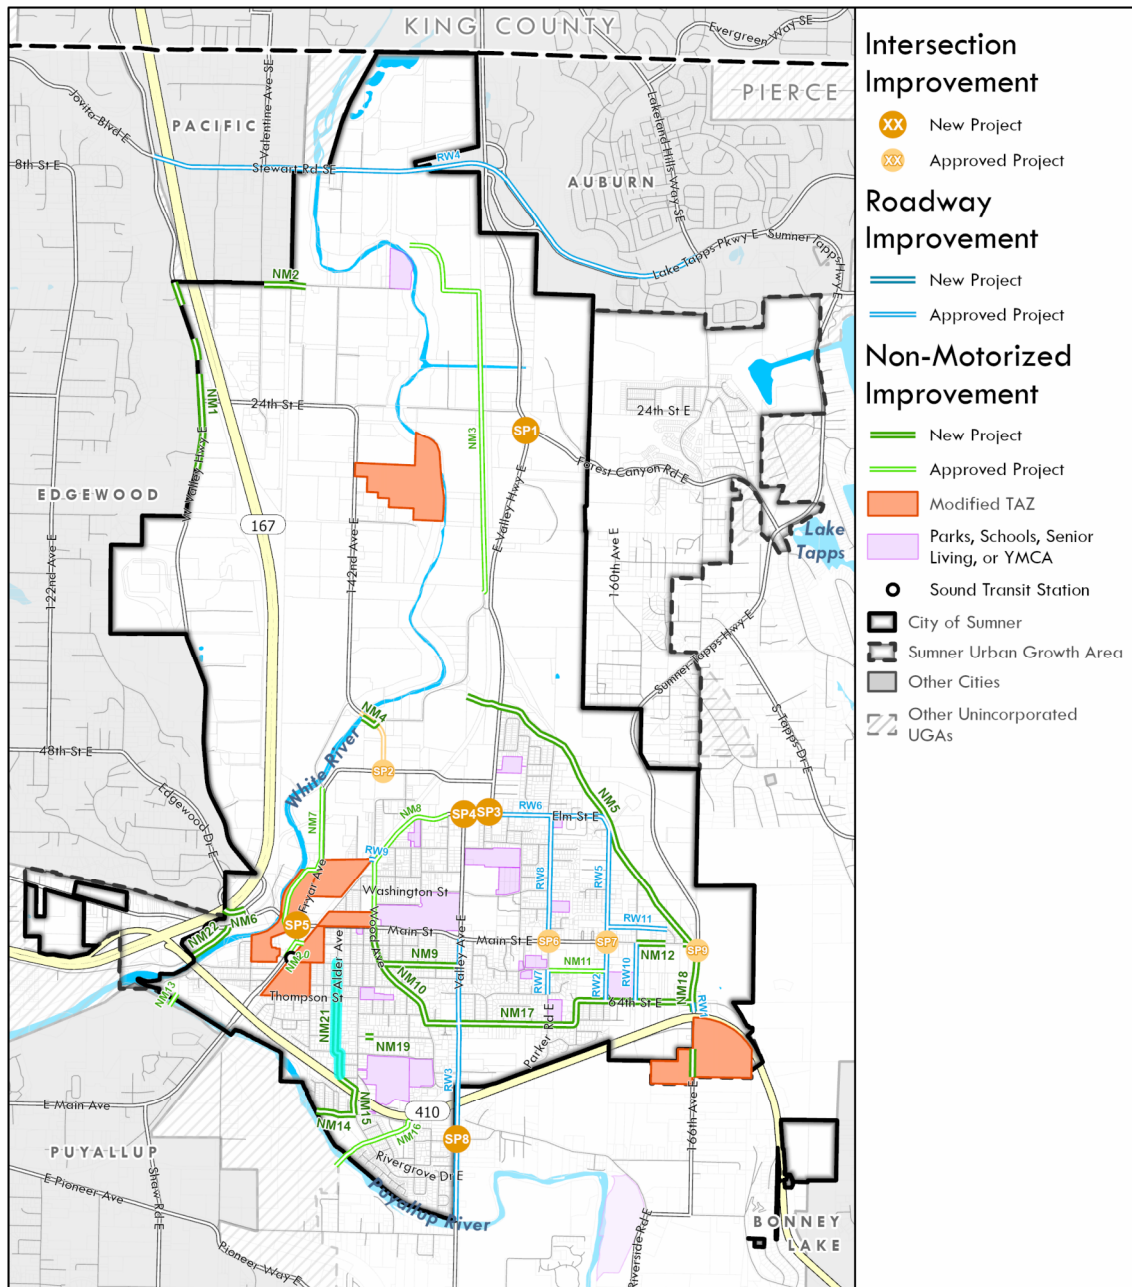 KING COUNTY
Evergreen Way SE
PIERCE
Jovita Blvd E
Valentine Ave SE
PACIFIC
Lakeland Hills Way SE
8th St E
Stewart Rd SE
RW4
AUBURN
Lake Tapps Pkwy E
Sumner Tapps Hwy E
NM2
NM1
24th St E
NM3
SP1
24th St E
W Valley Hwy E
Forest Canyon Rd E
EDGEWOOD
167
E Valley Hwy E
Lake
Tapps
122nd Ave E
142nd Ave E
160th Ave E
Sumner Tapps Hwy E
S Tapps Dr E
NM4
48th St E
White River
SP2
Edgewood Dr E
NM5
NM7
NM8
SP4
SP3
RW6
Elm St E
RW9
Fryar Ave
RW8
RW5
Washington St
RW11
SP5
NM6
NM22
Wood Ave
Main St
Main St E
SP6
SP7
SP9
NM20
Alder Ave
NM9
Valley Ave E
NM12
NM11
NM10
RW7
RW2
RW10
NM18
NM13
Thompson St
NM17
64th St E
RW1
NM21
NM19
Parker Rd E
RW3
E Main Ave
NM15
410
NM14
NM16
SP8
166th Ave E
PUYALLUP
Rivergrove Dr E
E Pioneer Ave
Shaw Rd E
Puyallup River
Riverside Rd E
BONNEY
LAKE
Pioneer Way E
Intersection
Improvement
XX New Project
XX Approved Project
Roadway
Improvement
New Project
Approved Project
Non-Motorized
Improvement
New Project
Approved Project
Modified TAZ
Parks, Schools, Senior
Living, or YMCA
Sound Transit Station
City of Sumner
Sumner Urban Growth Area
Other Cities
Other Unincorporated
UGAs